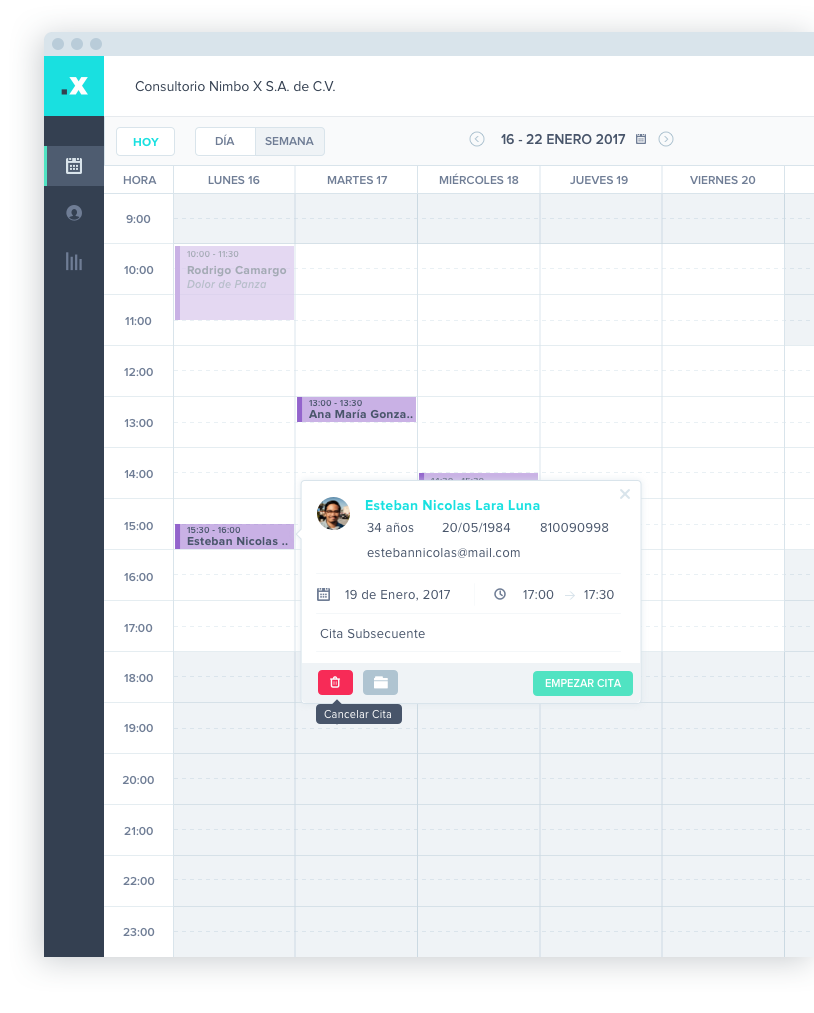 .X
Consultorio Nimbo X S.A. de C.V.
HOY
DÍA
SEMANA
16 - 22 ENERO 2017
HORA
LUNES 16
MARTES 17
MIÉRCOLES 18
JUEVES 19
VIERNES 20
9:00
10:00 - 11:30
10:00
Rodrigo Camargo
Dolor de Panza
11:00
12:00
13:00 - 13:30
Ana María Gonza..
13:00
14:00
15:00
15:30 - 16:00
Esteban Nicolas ..
Esteban Nicolas Lara Luna
34 años
20/05/1984
810090998
estebannicolas@mail.com
19 de Enero, 2017
17:00
17:30
Cita Subsecuente
EMPEZAR CITA
Cancelar Cita
16:00
17:00
18:00
19:00
20:00
21:00
22:00
23:00